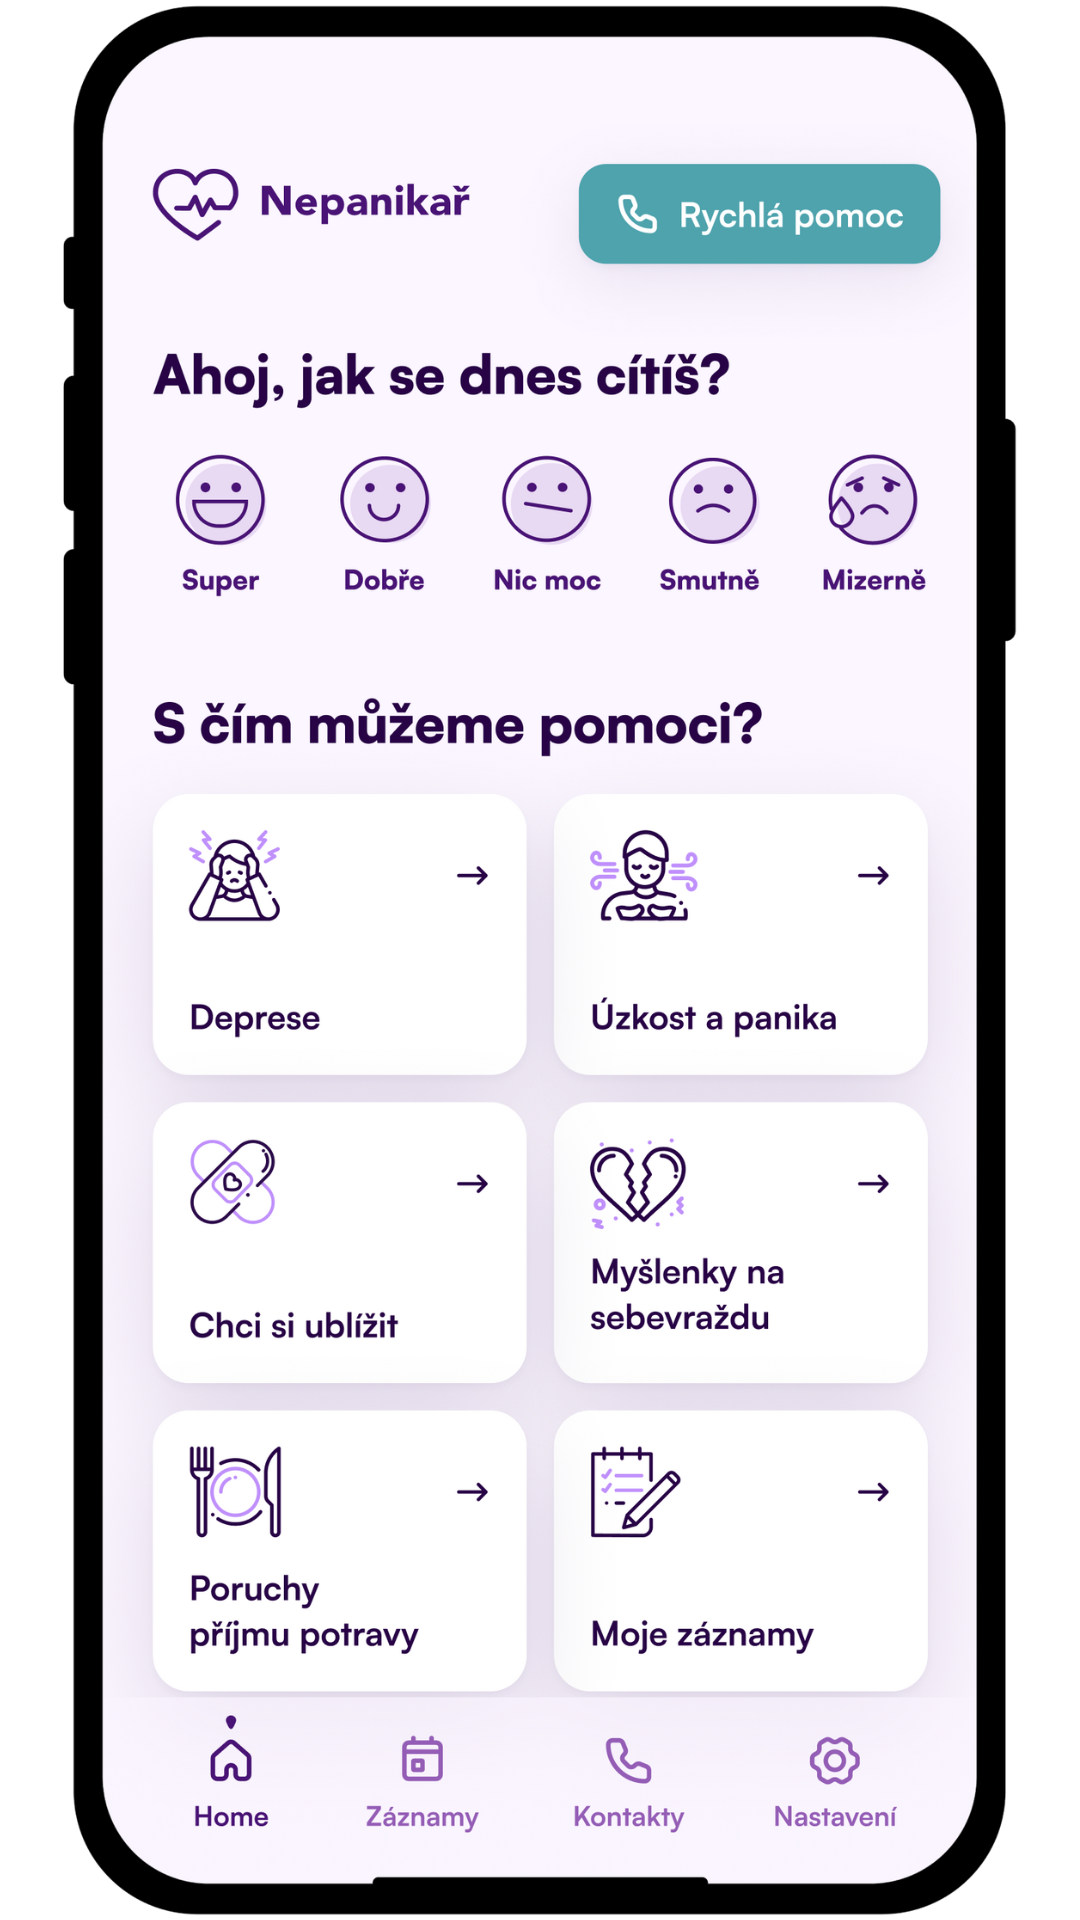 Nepanikař
Rychlá pomoc
Ahoj, jak se dnes cítíš?
Super
Dobře
Nic moc
Smutně
Mizerně
S čím můžeme pomoci?
Deprese
Úzkost a panika
Chci si ublížit
Myšlenky na
sebevraždu
Poruchy
příjmu potravy
Moje záznamy
Home
Záznamy
Kontakty
Nastavení